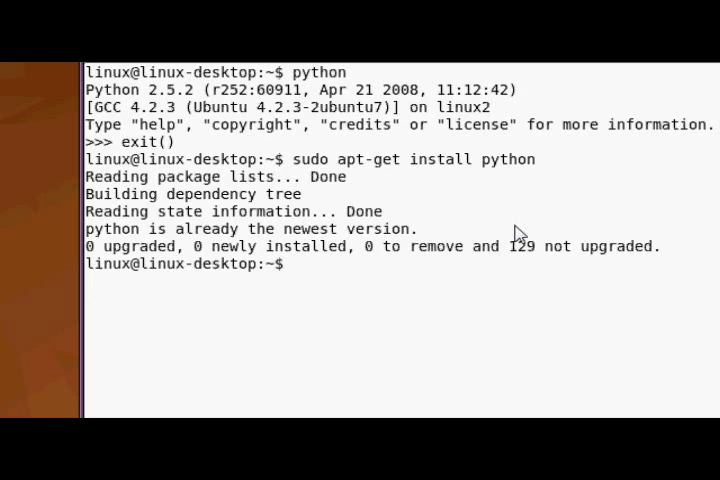 linux@linux-desktop:~$ python
Python 2.5.2 (r252:60911, Apr 21 2008, 11:12:42)
[GCC 4.2.3 (Ubuntu 4.2.3-2ubuntu7)] on linux2
Type "help", "copyright", "credits" or "license" for more information.
>>> exit()
linux@linux-desktop:~$ sudo apt-get install python
Reading package lists... Done
Building dependency tree
Reading state information... Done
python is already the newest version.
0 upgraded, 0 newly installed, 0 to remove and 129 not upgraded.
linux@linux-desktop:~$